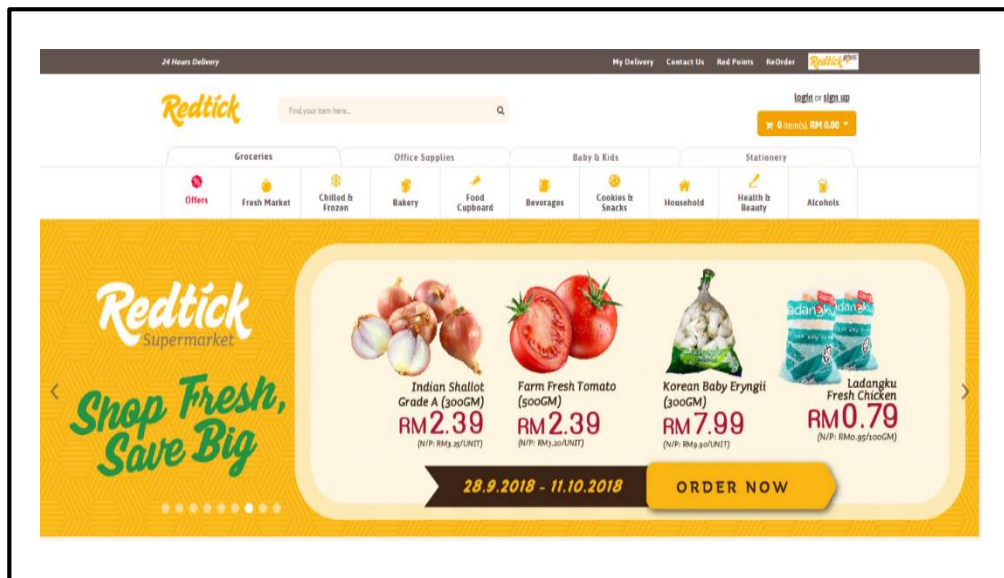 24 Hours Delivery My Delivery Contact Us Red Points ReOrder Redtick
Redtick Find your item here... login or sign up
0 item(s), RM 0.00
Groceries Office Supplies Baby & Kids Stationery
Offers Fresh Market Chilled & Bakery Food Beverages Cookies & Household Health & Alcohols
Frozen Cupboard Snacks Beauty
Redtick
Supermarket
Shop Fresh,
Save Big
Indian Shallot
Grade A (300GM)
RM2.39
(N/P: RM3.25/UNIT)
Farm Fresh Tomato
(500GM)
RM2.39
(N/P: RM3.20/UNIT)
Korean Baby Eryngii
(300GM)
RM7.99
(N/P: RM9.90/UNIT)
Ladangku
Fresh Chicken
RM0.79
(N/P: RM0.95/100GM)
28.9.2018 - 11.10.2018 ORDER NOW